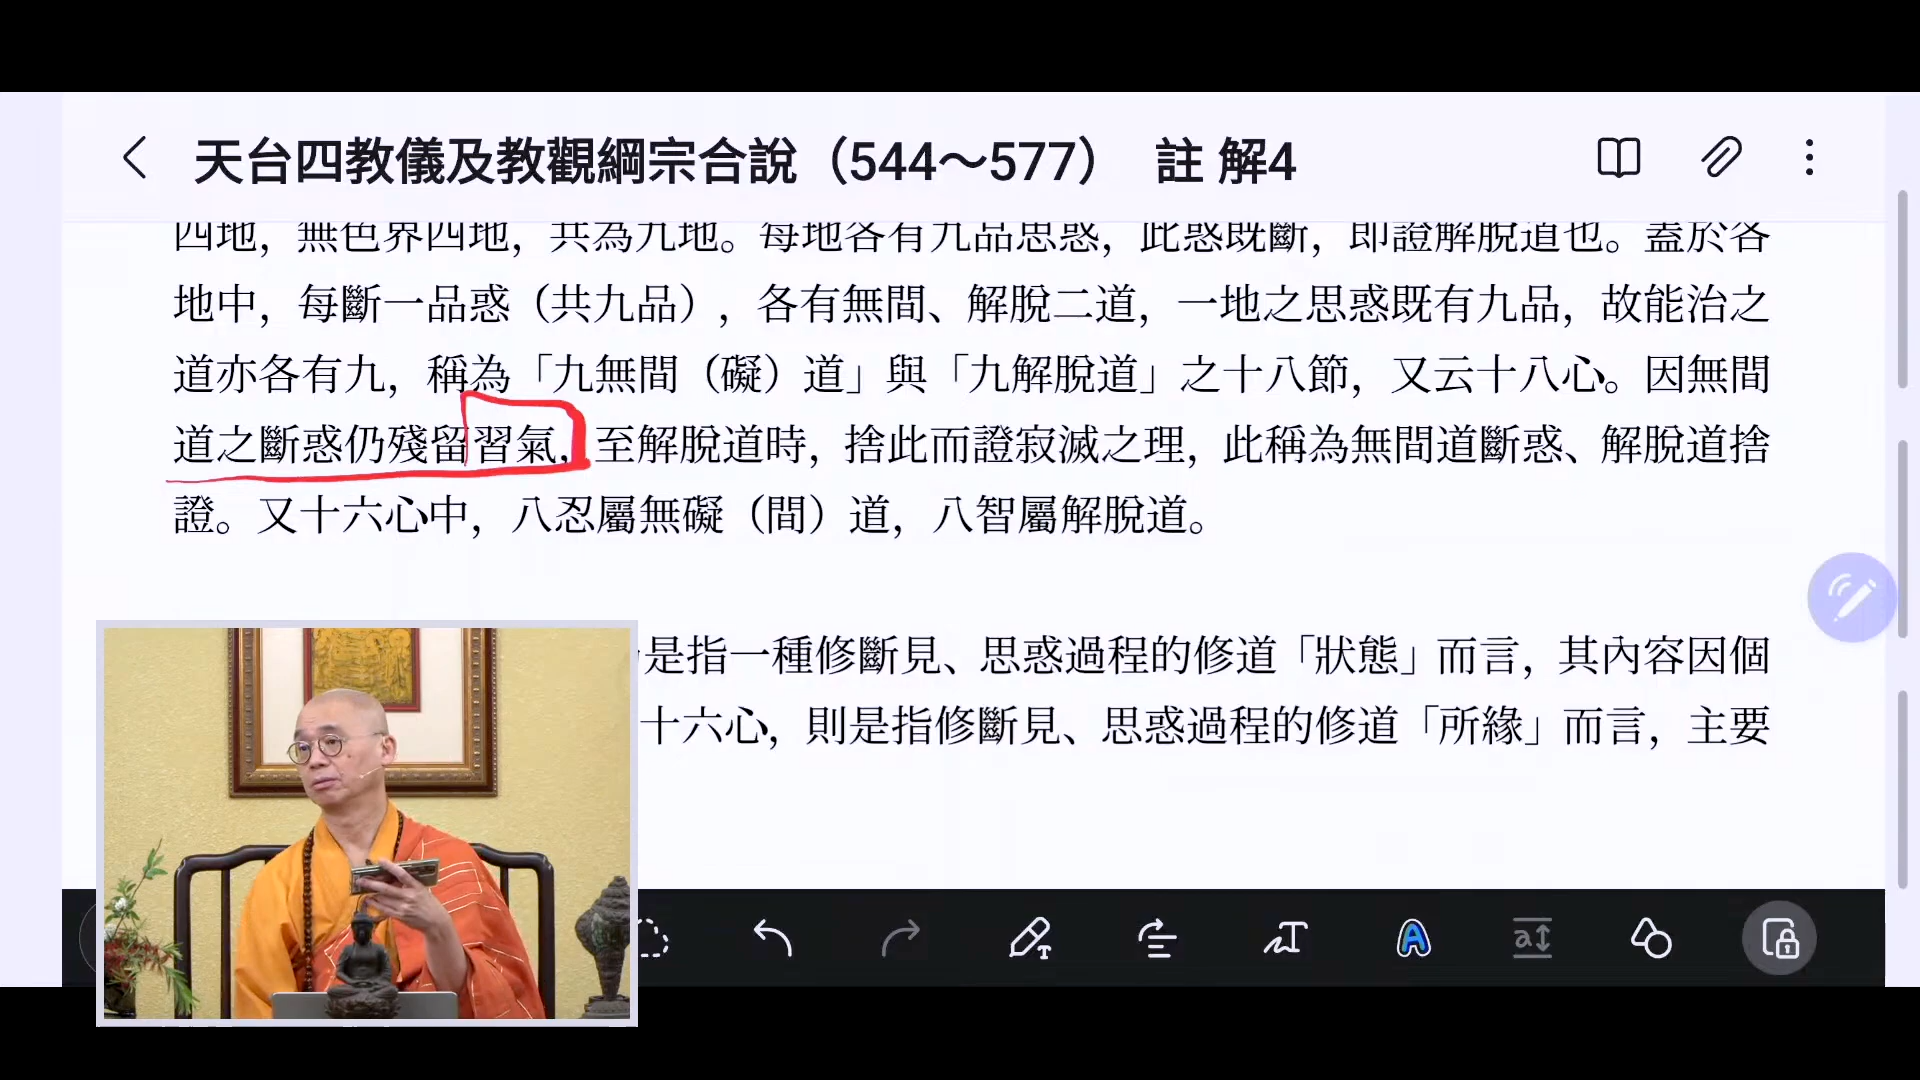 天台四教儀及教觀綱宗合說（544～577） 註 解4
四地，無色界四地，共為九地。每地各有九品思惑，此惑既斷，即證解脫道也。蓋於各
地中，每斷一品惑（共九品），各有無間、解脫二道，一地之思惑既有九品，故能治之
道亦各有九，稱為「九無間（礙）道」與「九解脫道」之十八節，又云十八心。因無間
道之斷惑仍殘留習氣，至解脫道時，捨此而證寂滅之理，此稱為無間道斷惑、解脫道捨
證。又十六心中，八忍屬無礙（間）道，八智屬解脫道。
是指一種修斷見、思惑過程的修道「狀態」而言，其內容因個
十六心，則是指修斷見、思惑過程的修道「所緣」而言，主要